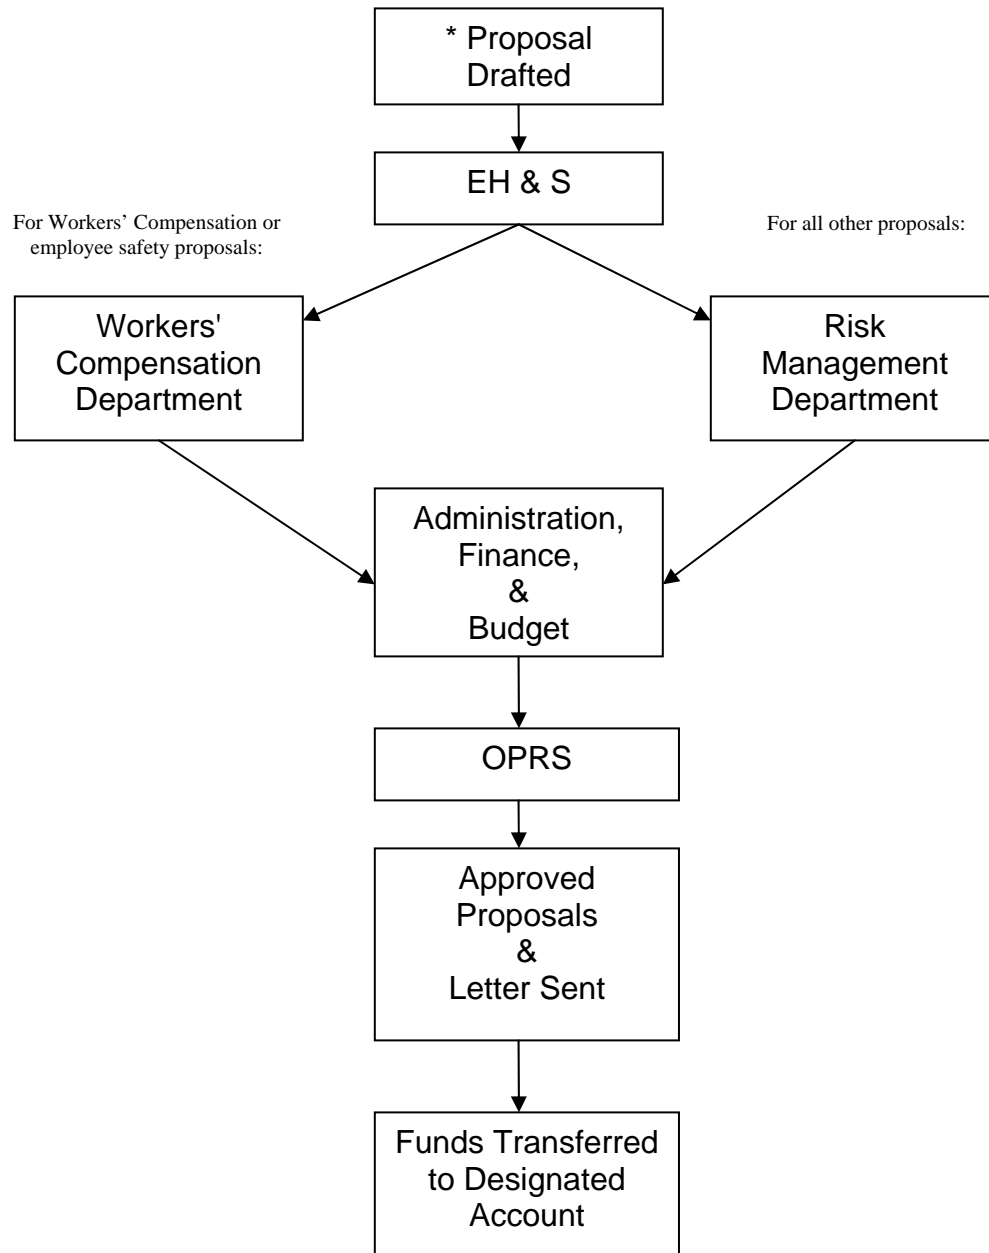 * Proposal
Drafted
EH & S
For Workers’ Compensation or
employee safety proposals:
For all other proposals:
Workers'
Compensation
Department
Risk
Management
Department
Administration,
Finance,
&
Budget
OPRS
Approved
Proposals
&
Letter Sent
Funds Transferred
to Designated
Account